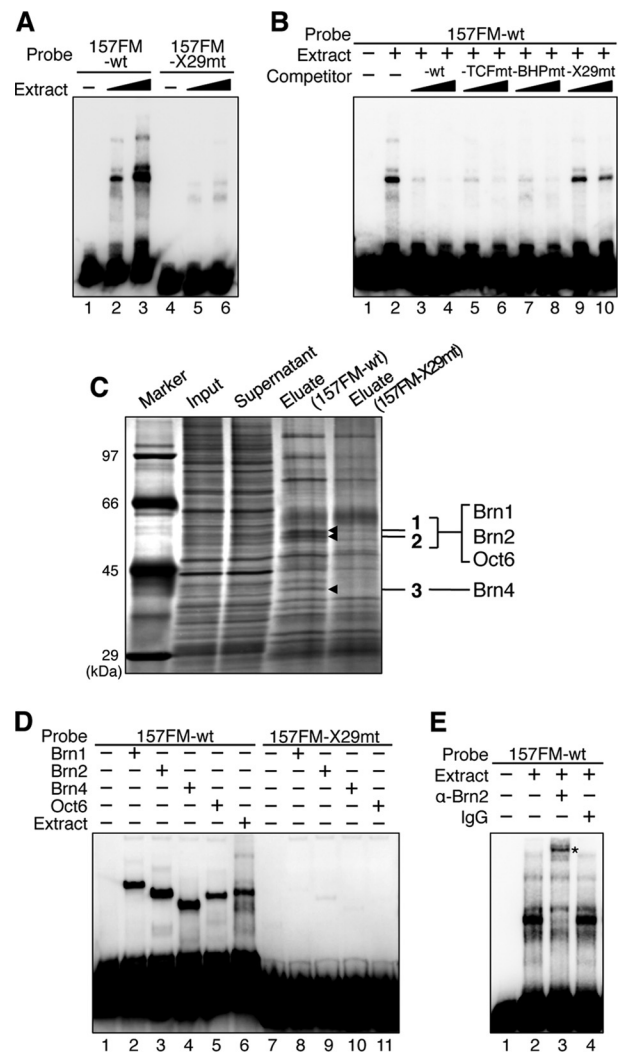 A
Probe 157FM -wt 157FM -X29mt
Extract –  –
1 2 3 4 5 6
B
Probe 157FM-wt
Extract – + + + + + + + + +
Competitor – – -wt -TCFmt -BHPmt -X29mt
1 2 3 4 5 6 7 8 9 10
C
Marker Input Supernatant Eluate (157FM-wt) Eluate (157FM-X29mt)
97
66
45
29
(kDa)
1
2
3
Brn1
Brn2
Oct6
Brn4
D
Probe 157FM-wt 157FM-X29mt
Brn1 – + – – – – – + – – –
Brn2 – – + – – – – – + – –
Brn4 – – – + – – – – – + –
Oct6 – – – – + – – – – – +
Extract – – – – – + – – – – –
1 2 3 4 5 6 7 8 9 10 11
E
Probe 157FM-wt
Extract – + + +
α-Brn2 – – + –
IgG – – – +
*
1 2 3 4